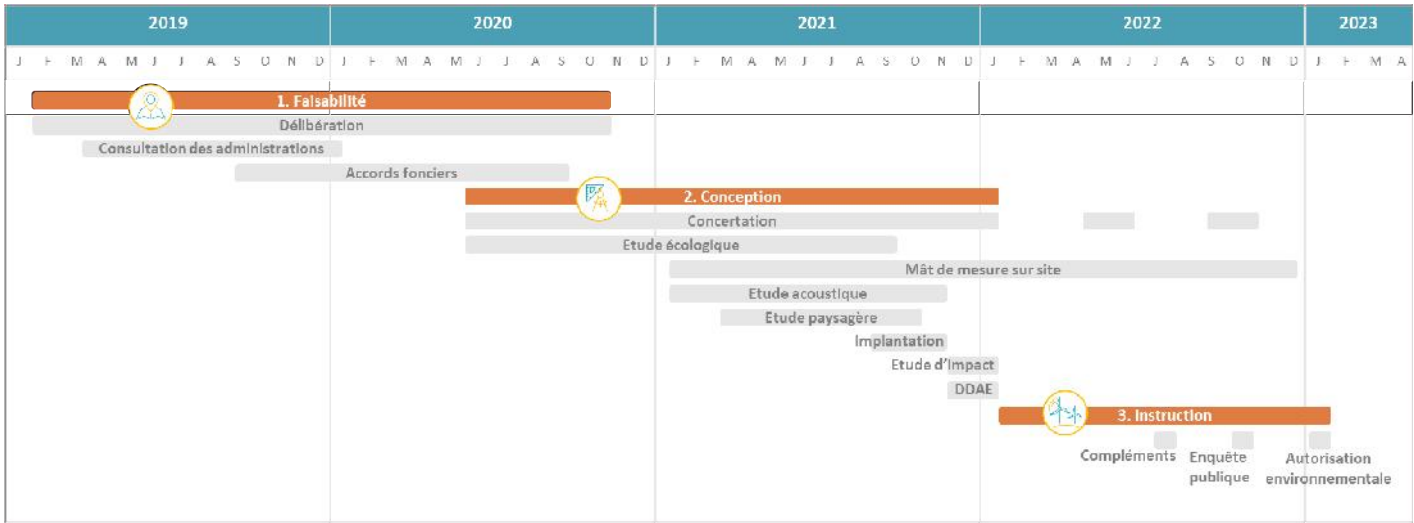 2019 2020 2021 2022 2023
J F M A M J J A S O N D J F M A M J J A S O N D J F M A M J J A S O N D J F M A M J J A S O N D J F M A
1. Faisabilité
Délibération
Consultation des administrations
Accords fonciers
2. Conception
Concertation
Etude écologique
Mât de mesure sur site
Etude acoustique
Etude paysagère
Implantation
Etude d'impact
DDAE
3. Instruction
Compléments
Enquête
publique
Autorisation
environnementale